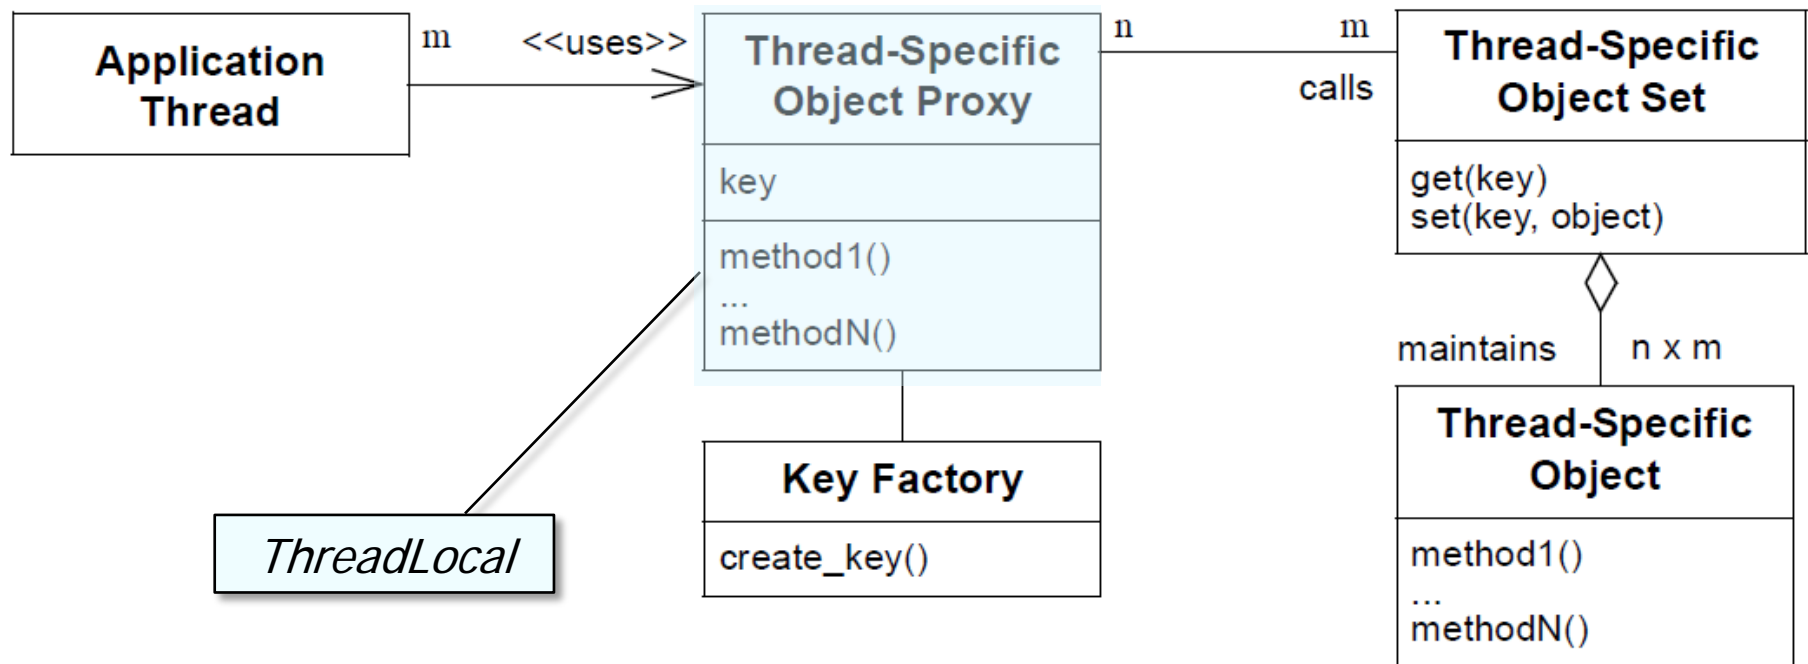 Application
Thread
m
<<uses>>
Thread-Specific
Object Proxy
key
method1()
...
methodN()
n
m
calls
Thread-Specific
Object Set
get(key)
set(key, object)
maintains
n x m
Key Factory
create_key()
ThreadLocal
Thread-Specific
Object
method1()
...
methodN()